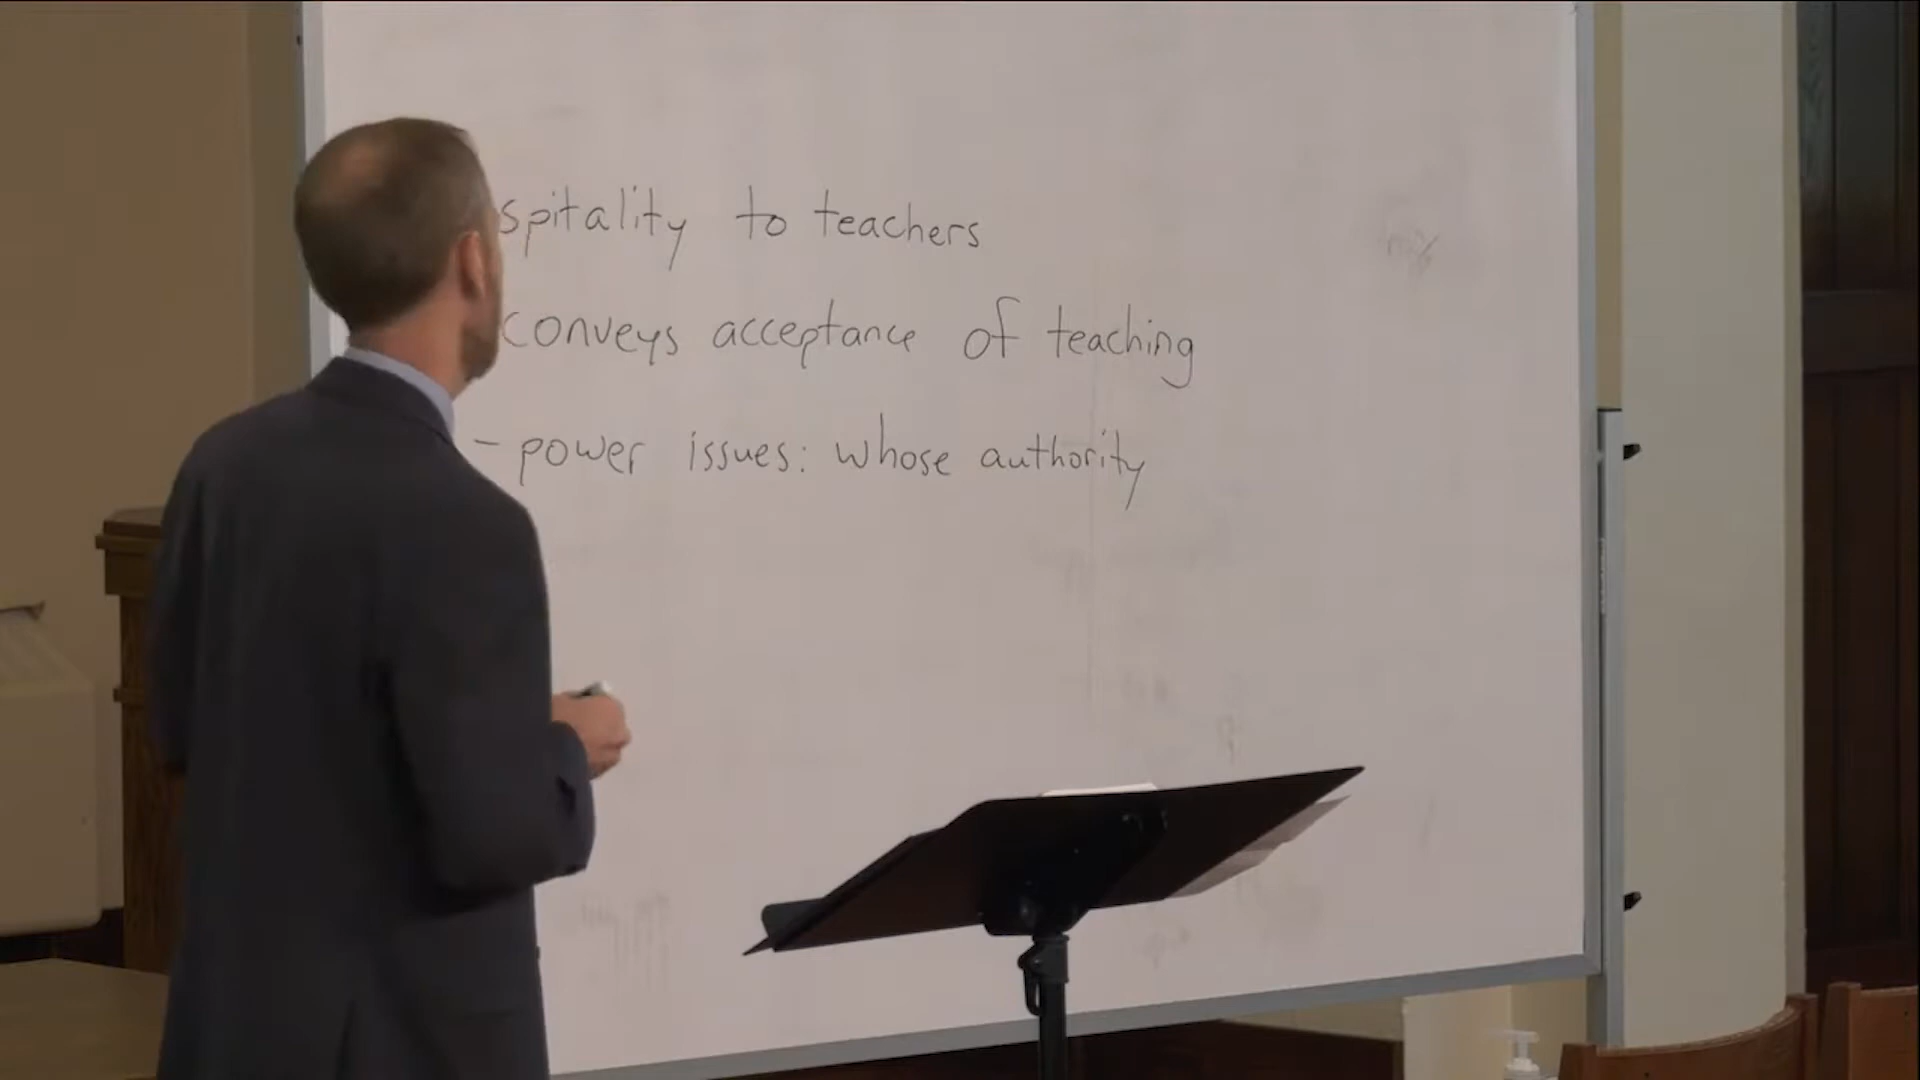 spitality to teachers
conveys acceptance of teaching
- power issues: whose authority